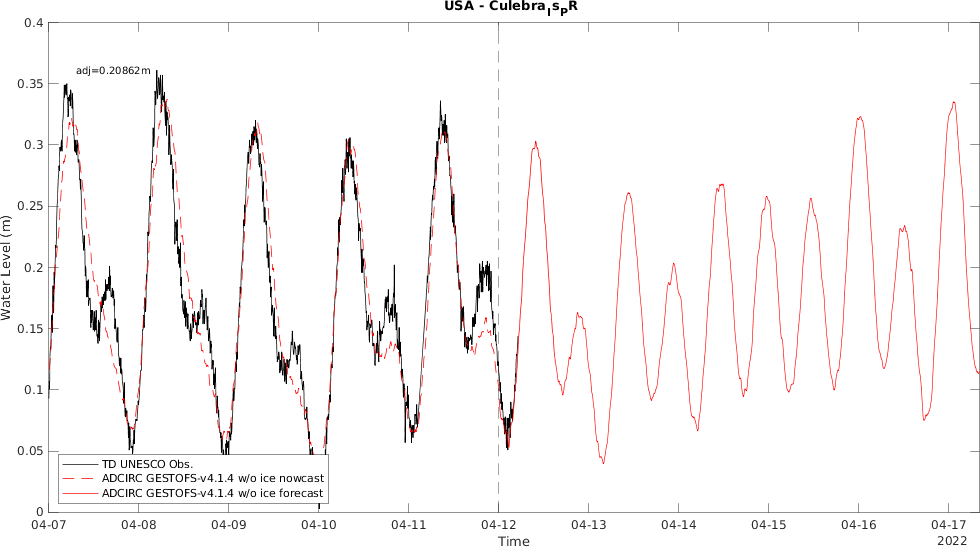 USA - CulebraIsPR
adj=0.20862m
0.4
0.35
0.3
0.25
0.2
0.15
0.1
0.05
0
Water Level (m)
TD UNESCO Obs.
ADCIRC GESTOFS-v4.1.4 w/o ice nowcast
ADCIRC GESTOFS-v4.1.4 w/o ice forecast
04-07 04-08 04-09 04-10 04-11 04-12 04-13 04-14 04-15 04-16 04-17
Time
2022